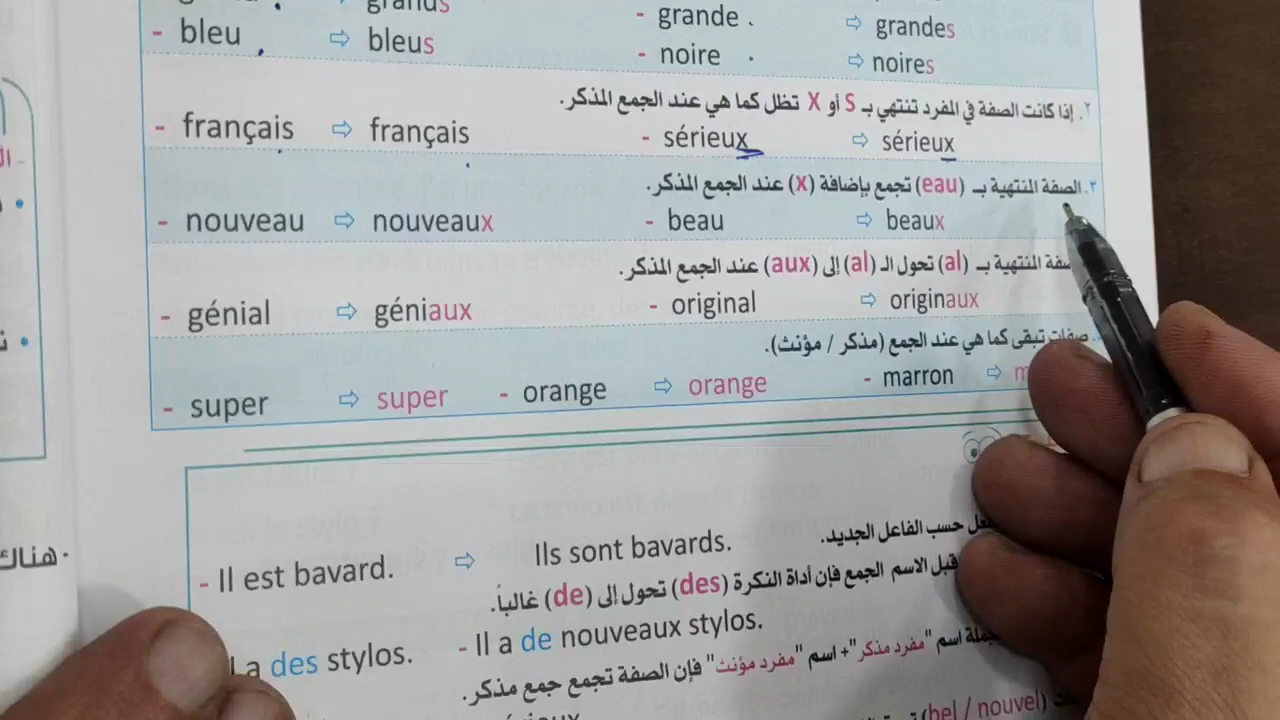 grands - grande ⇨ grandes
- bleu ⇨ bleus - noire ⇨ noires
٢. إذا كانت الصفة في المفرد تنتهي بـ S أو X تظل كما هي عند الجمع المذكر.
- français ⇨ français - sérieux ⇨ sérieux
٣. الصفة المنتهية بـ (eau) تجمع بإضافة (x) عند الجمع المذكر.
- nouveau ⇨ nouveaux - beau ⇨ beaux
المنتهية بـ (al) تحول الـ (al) إلى (aux) عند الجمع المذكر.
- génial ⇨ géniaux - original ⇨ originaux
صفات تبقى كما هي عند الجمع (مذكر / مؤنث).
- super ⇨ super - orange ⇨ orange - marron ⇨
حسب الفاعل الجديد.
- Il est bavard. ⇨ Ils sont bavards.
قبل الاسم الجمع فإن أداة النكرة (des) تحول إلى (de) غالباً.
a des stylos. - Il a de nouveaux stylos.
اسم "مفرد مذكر" + اسم "مفرد مؤنث" فإن الصفة تجمع جمع مذكر.
(bel / nouvel)
هناك